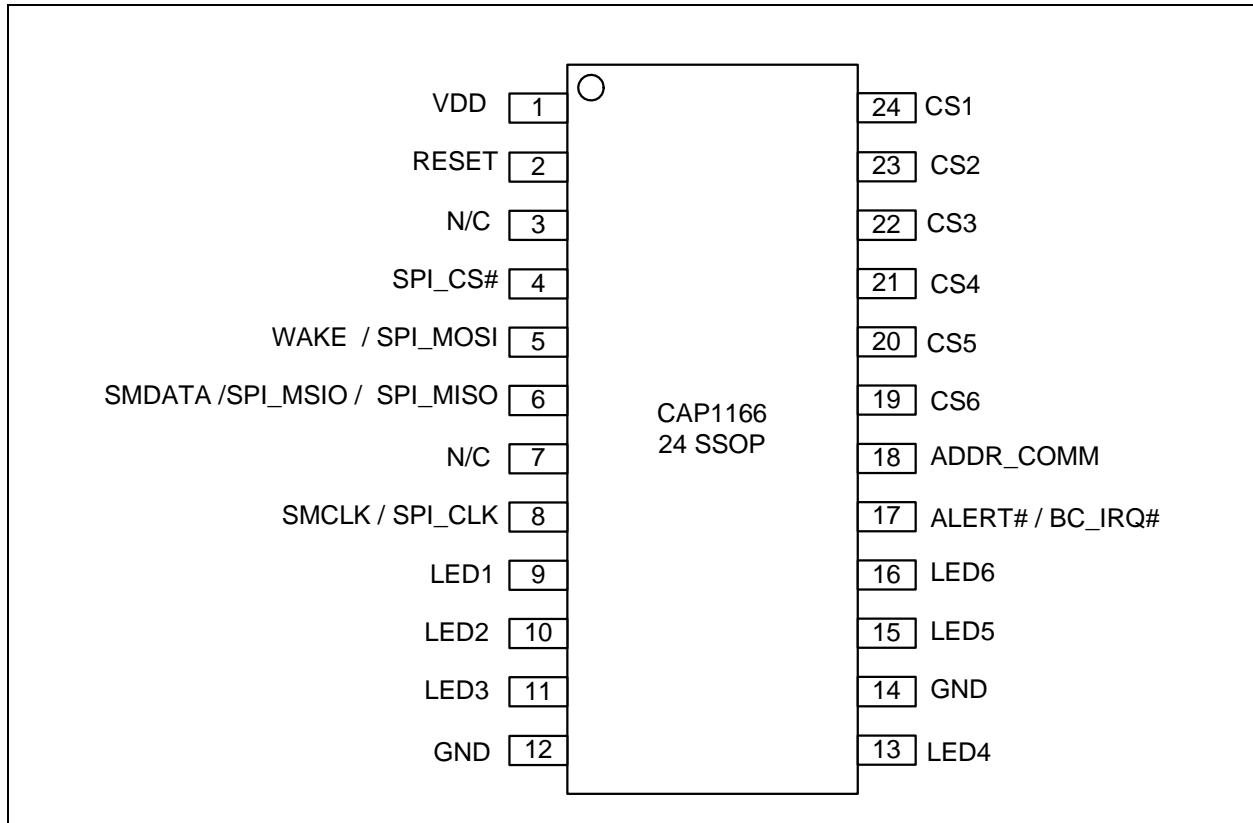 VDD 1
RESET 2
N/C 3
SPI_CS# 4
WAKE / SPI_MOSI 5
SMDATA /SPI_MSIO / SPI_MISO 6
N/C 7
SMCLK / SPI_CLK 8
LED1 9
LED2 10
LED3 11
GND 12
CAP1166
24 SSOP
24 CS1
23 CS2
22 CS3
21 CS4
20 CS5
19 CS6
18 ADDR_COMM
17 ALERT# / BC_IRQ#
16 LED6
15 LED5
14 GND
13 LED4